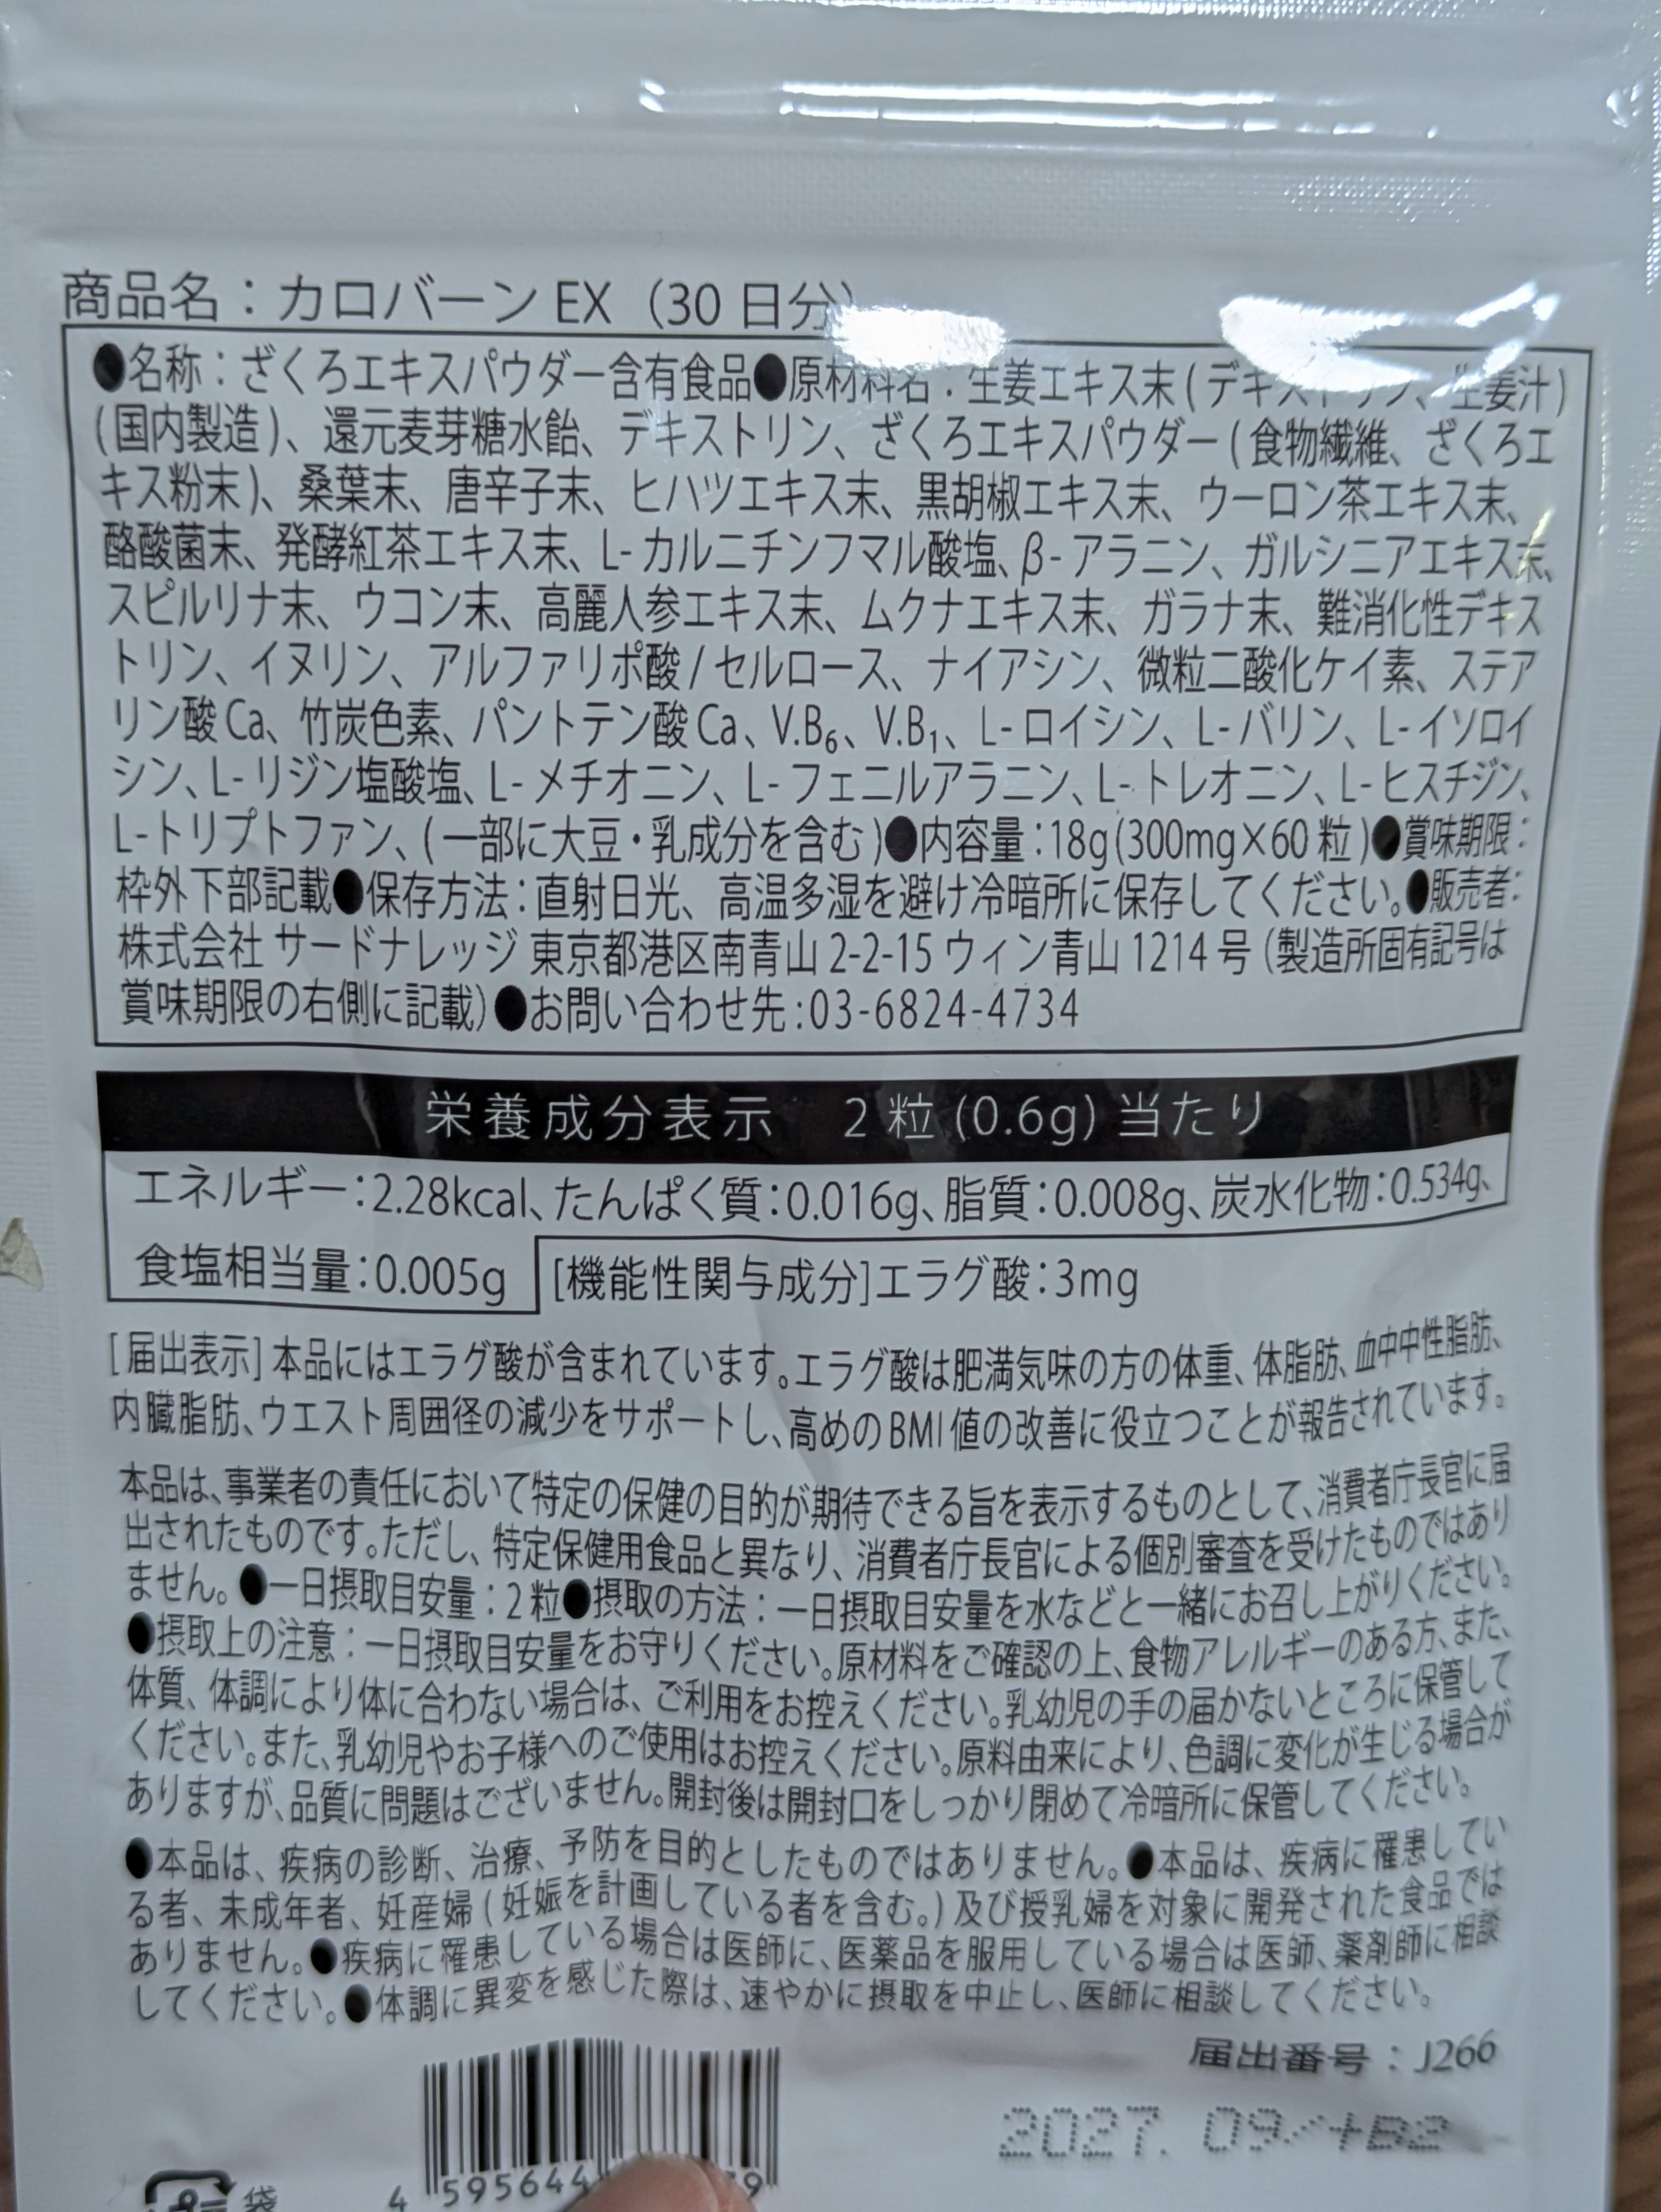 商品名：カロバーン EX（30 日分）
●名称：ざくろエキスパウダー含有食品●原材料名：生姜エキス末(デキストリン、生姜汁)
(国内製造)、還元麦芽糖水飴、デキストリン、ざくろエキスパウダー(食物繊維、ざくろエ
キス粉末)、桑葉末、唐辛子末、ヒハツエキス末、黒胡椒エキス末、ウーロン茶エキス末、
酪酸菌末、発酵紅茶エキス末、L-カルニチンフマル酸塩、β-アラニン、ガルシニアエキス末、
スピルリナ末、ウコン末、高麗人参エキス末、ムクナエキス末、ガラナ末、難消化性デキス
トリン、イヌリン、アルファリポ酸/セルロース、ナイアシン、微粒二酸化ケイ素、ステア
リン酸Ca、竹炭色素、パントテン酸Ca、V.B₆、V.B₁、L-ロイシン、L-バリン、L-イソロイ
シン、L-リジン塩酸塩、L-メチオニン、L-フェニルアラニン、L-トレオニン、L-ヒスチジン、
L-トリプトファン、(一部に大豆・乳成分を含む)●内容量：18g(300mg×60粒)●賞味期限：
枠外下部記載●保存方法：直射日光、高温多湿を避け冷暗所に保存してください。●販売者：
株式会社 サードナレッジ 東京都港区南青山 2-2-15 ウィン青山 1214号(製造所固有記号は
賞味期限の右側に記載)●お問い合わせ先:03-6824-4734
栄養成分表示　2粒(0.6g)当たり
エネルギー：2.28kcal、たんぱく質：0.016g、脂質：0.008g、炭水化物：0.534g、
食塩相当量：0.005g [機能性関与成分]エラグ酸：3mg
[届出表示]本品にはエラグ酸が含まれています。エラグ酸は肥満気味の方の体重、体脂肪、血中中性脂肪、
内臓脂肪、ウエスト周囲径の減少をサポートし、高めのBMI値の改善に役立つことが報告されています。
本品は、事業者の責任において特定の保健の目的が期待できる旨を表示するものとして、消費者庁長官に届
出されたものです。ただし、特定保健用食品と異なり、消費者庁長官による個別審査を受けたものではあり
ません。●一日摂取目安量：2粒●摂取の方法：一日摂取目安量を水などと一緒にお召し上がりください。
●摂取上の注意：一日摂取目安量をお守りください。原材料をご確認の上、食物アレルギーのある方、また、
体質、体調により体に合わない場合は、ご利用をお控えください。乳幼児の手の届かないところに保管して
ください。また、乳幼児やお子様へのご使用はお控えください。原料由来により、色調に変化が生じる場合が
ありますが、品質に問題はございません。開封後は開封口をしっかり閉めて冷暗所に保管してください。
●本品は、疾病の診断、治療、予防を目的としたものではありません。●本品は、疾病に罹患してい
る者、未成年者、妊産婦(妊娠を計画している者を含む。)及び授乳婦を対象に開発された食品では
ありません。●疾病に罹患している場合は医師に、医薬品を服用している場合は医師、薬剤師に相談
してください。●体調に異変を感じた際は、速やかに摂取を中止し、医師に相談してください。
届出番号：J266
2027. 09
袋
4 595644 9